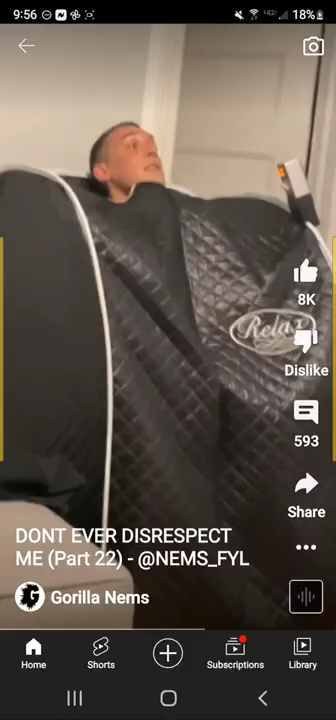 9:56
18%
8K
Relax
Dislike
593
Share
DONT EVER DISRESPECT
ME (Part 22) - @NEMS_FYL
Gorilla Nems
Home
Shorts
Subscriptions
Library